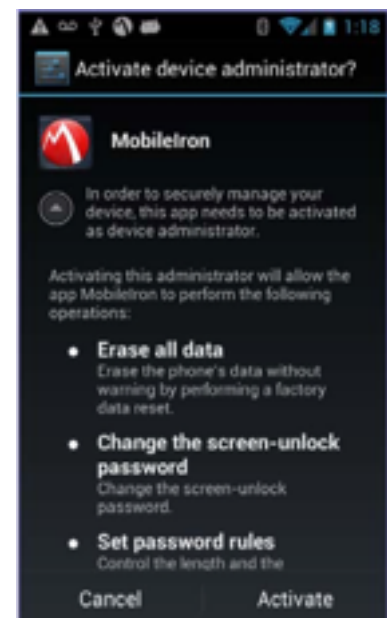 1:18
Activate device administrator?
MobileIron
In order to securely manage your
device, this app needs to be activated
as device administrator.
Activating this administrator will allow the
app MobileIron to perform the following
operations:
Erase all data
Erase the phone's data without
warning by performing a factory
data reset.
Change the screen-unlock
password
Change the screen-unlock
password.
Set password rules
Control the length and the
Cancel
Activate